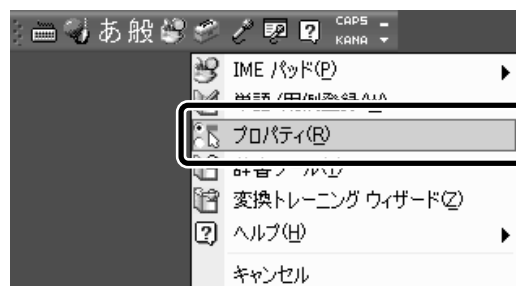 あ 般 CAPS
KANA
IME パッド(P)
プロパティ(R)
変換トレーニング ウィザード(Z)
ヘルプ(H)
キャンセル